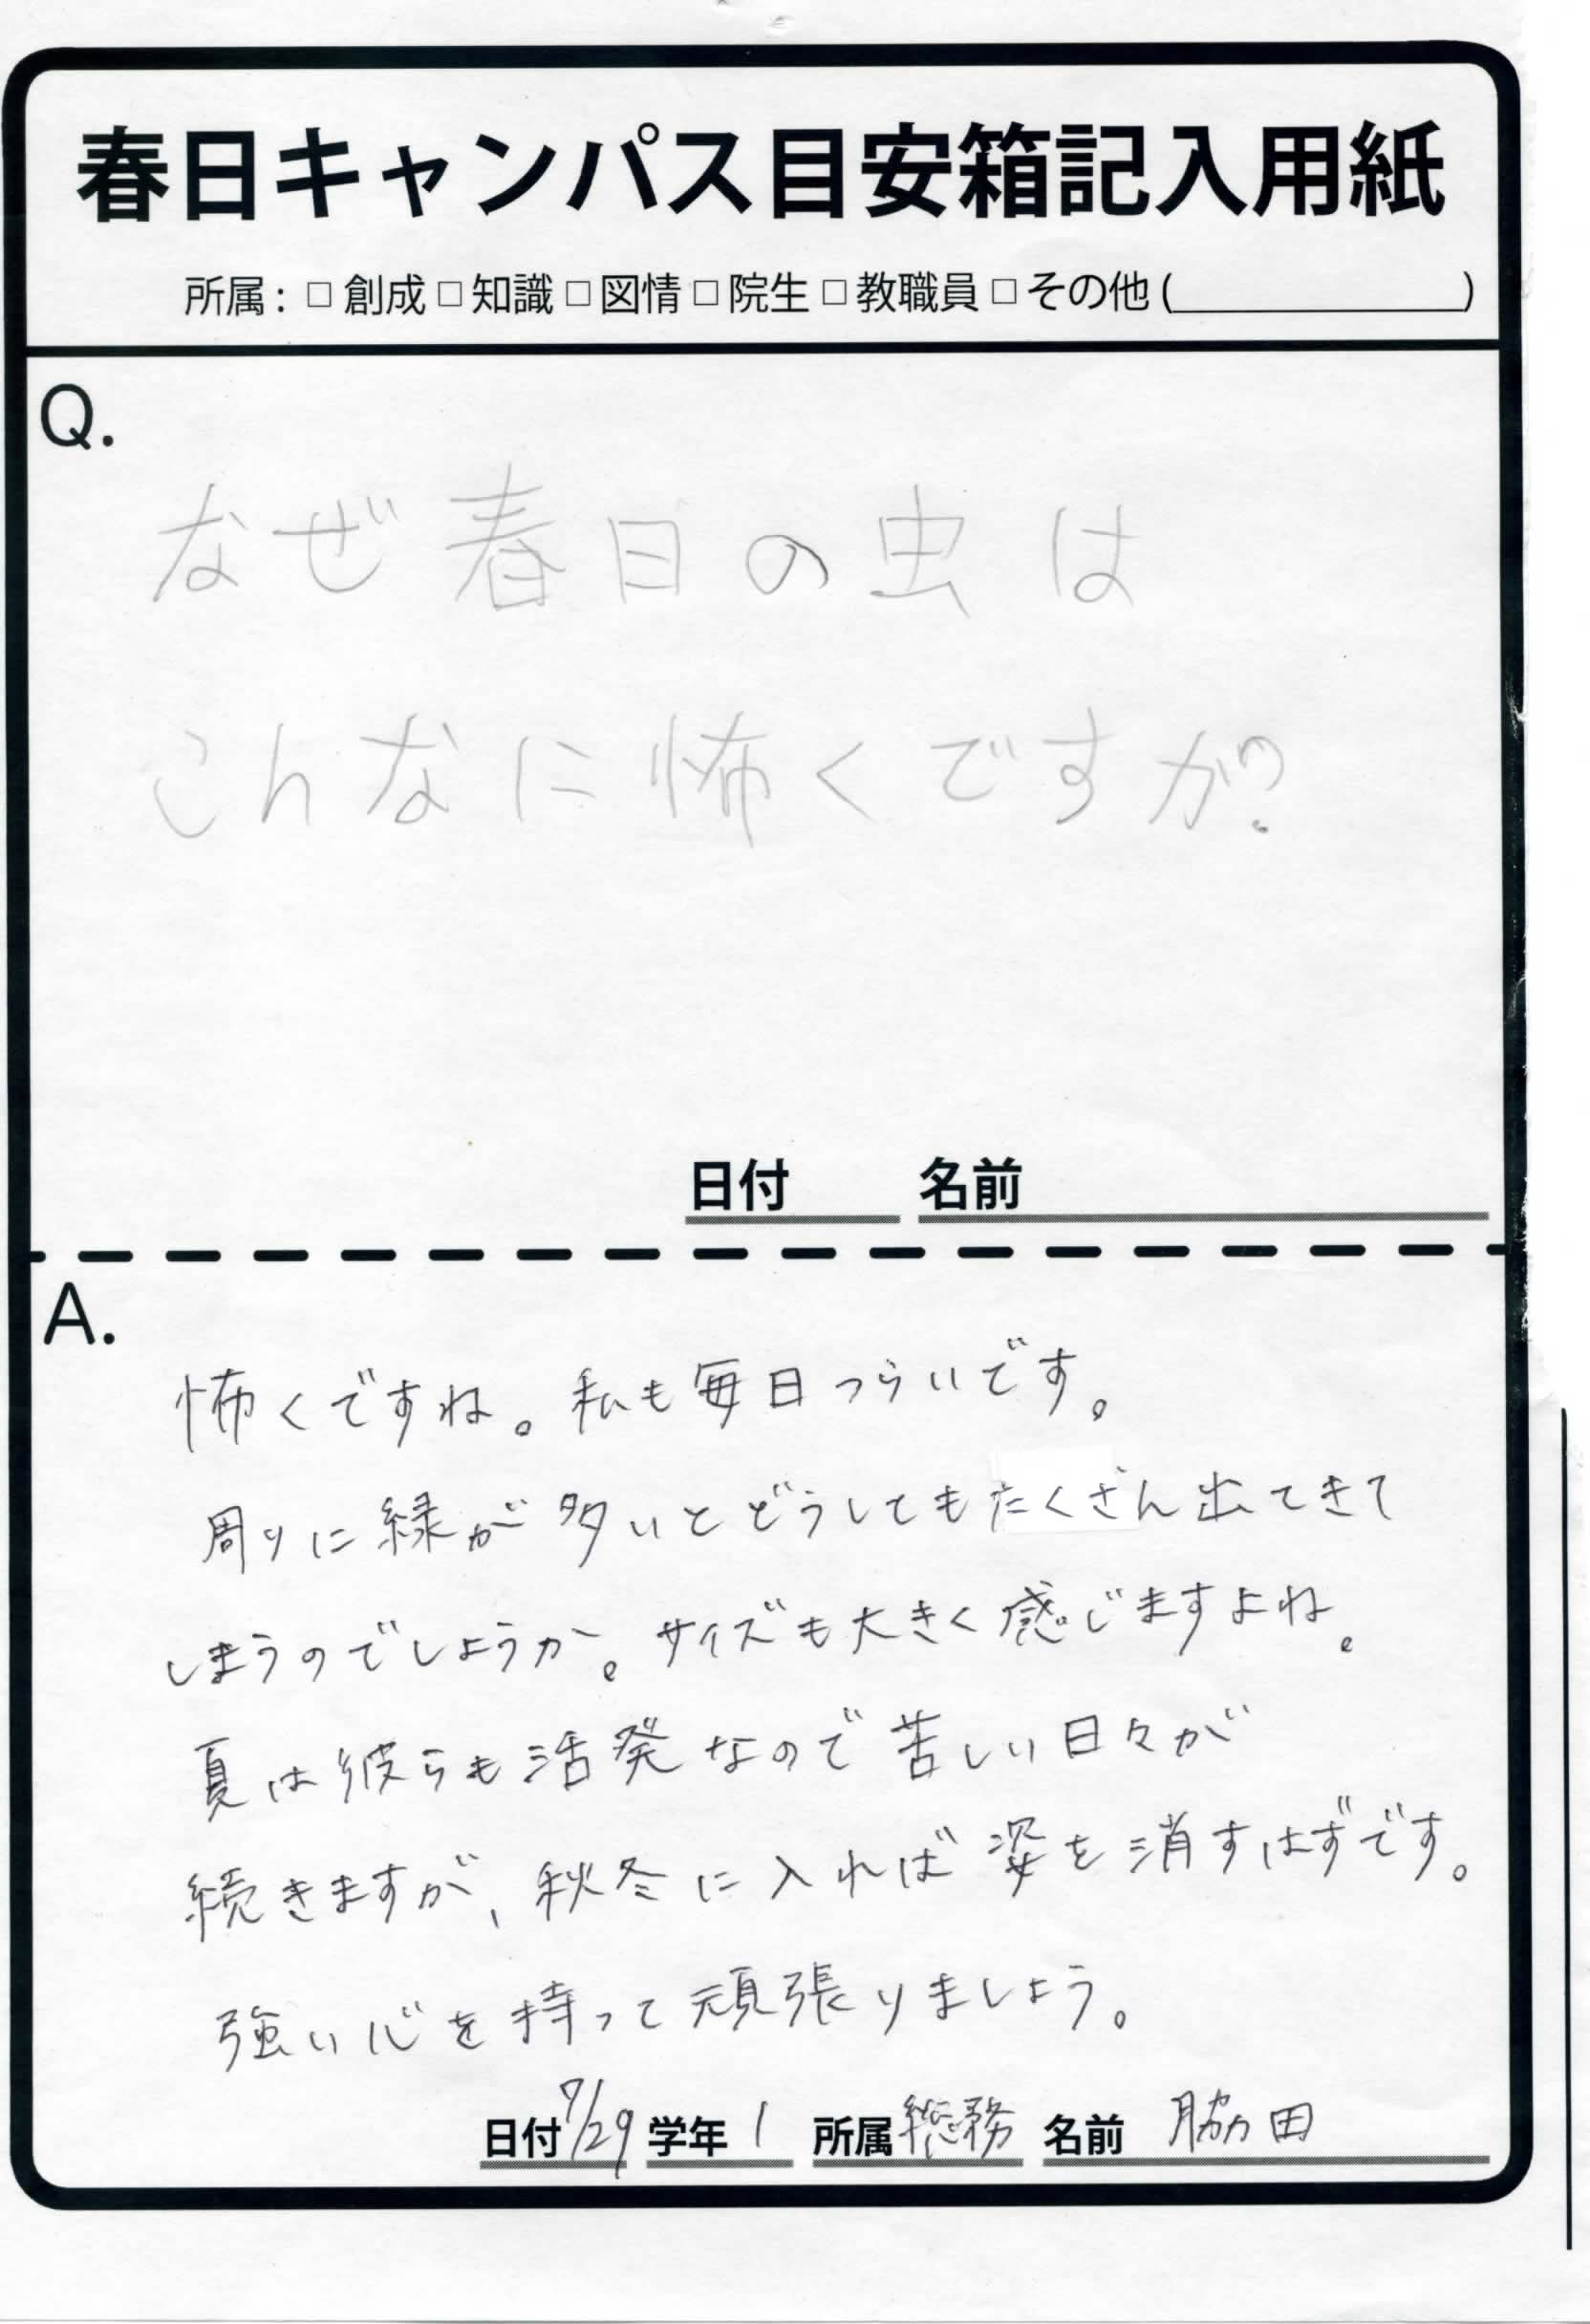 春日キャンパス目安箱記入用紙
所属：□ 創成 □ 知識 □ 図情 □ 院生 □ 教職員 □ その他 (＿＿＿＿＿＿)
Q.
なぜ春日の虫は
こんなに怖くですか?
日付 名前
A.
怖くですね。私も毎日つらいです。
周りに緑が多いとどうしてもたくさん出てきて
しまうのでしょうか。サイズも大きく感じますよね。
夏は彼らも活発なので苦しい日々が
続きますが、秋冬に入れば姿を消すはずです。
強い心を持って頑張りましょう。
日付 7/29 学年 1 所属 総務 名前 脇田